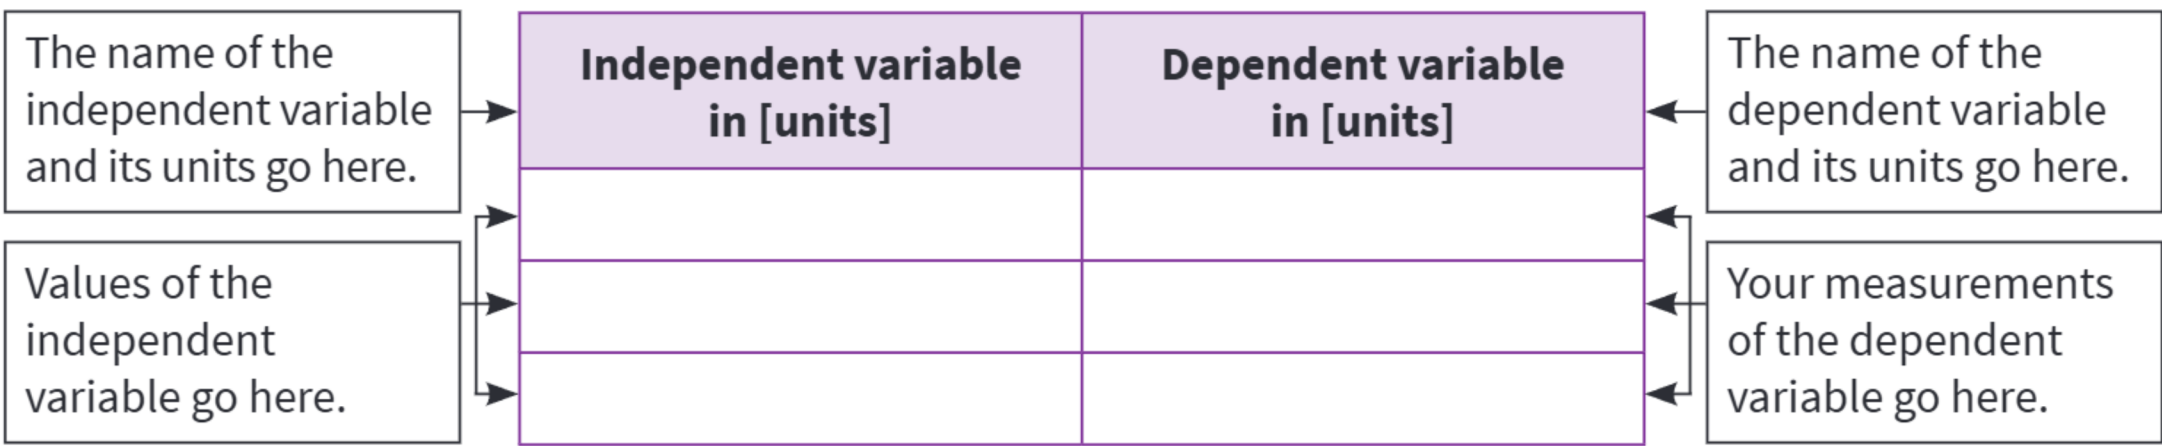 The name of the
independent variable
and its units go here.
Values of the
independent
variable go here.
Independent variable
in [units]
Dependent variable
in [units]
The name of the
dependent variable
and its units go here.
Your measurements
of the dependent
variable go here.